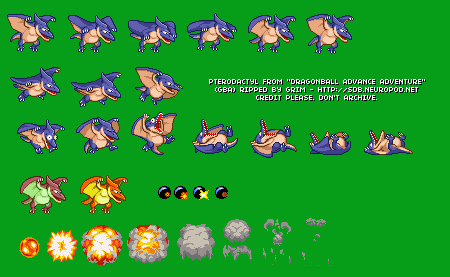 PTERODACTYL FROM "DRAGONBALL ADVANCE ADVENTURE"
(GBA) RIPPED BY GRIM - HTTP://SDB.NEUROPOD.NET
CREDIT PLEASE. DON'T ARCHIVE.